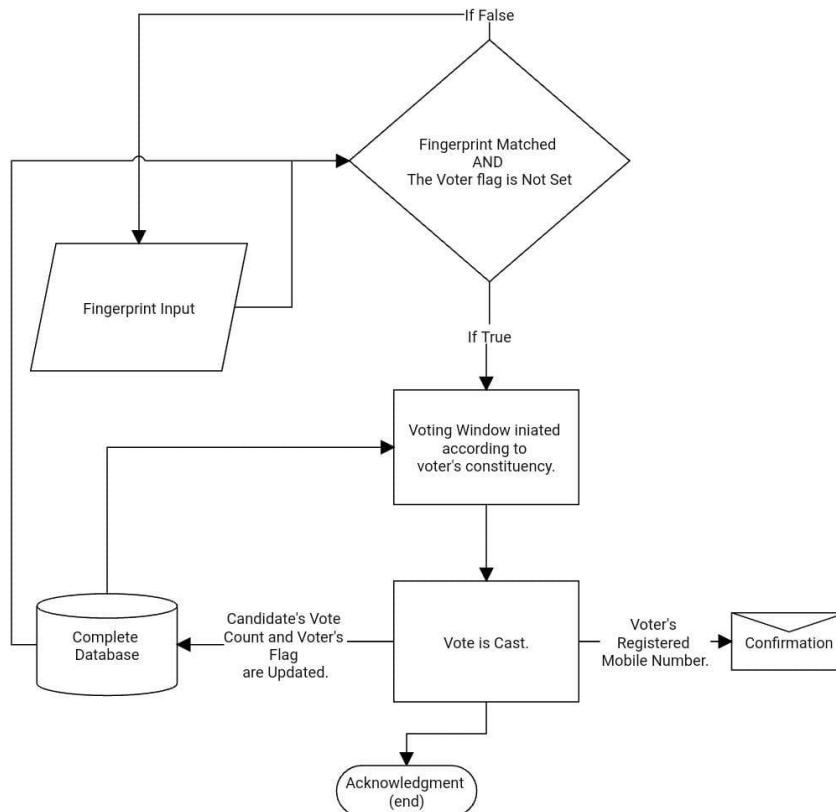 If False
Fingerprint Matched
AND
The Voter flag is Not Set
Fingerprint Input
If True
Voting Window iniated
according to
voter's constituency.
Candidate's Vote
Count and Voter's
Flag
are Updated.
Complete
Database
Vote is Cast.
Voter's
Registered
Mobile Number.
Confirmation
Acknowledgment
(end)